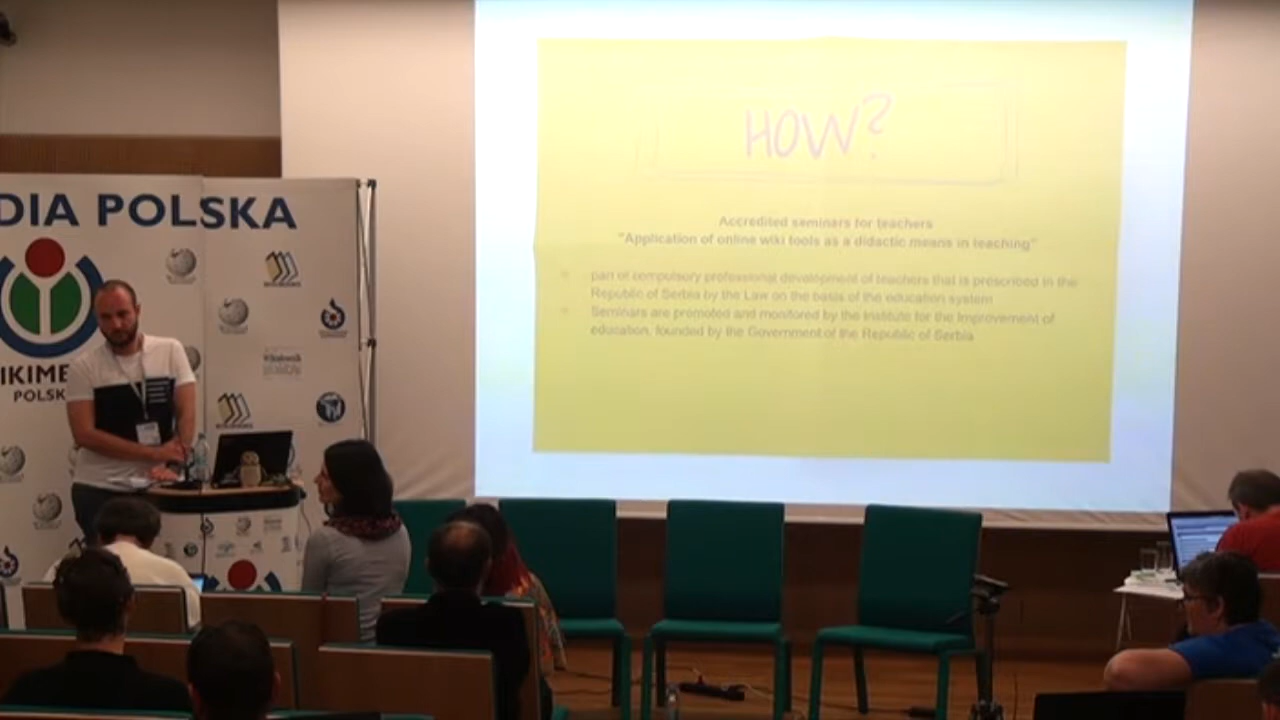 HOW?
Accredited seminars for teachers
"Application of online wiki tools as a didactic means in teaching"
part of compulsory professional development of teachers that is prescribed in the
Republic of Serbia by the Law on the basis of the education system
Seminars are promoted and monitored by the Institute for the Improvement of
education, founded by the Government of the Republic of Serbia
DIA POLSKA
IKIME
POLSK